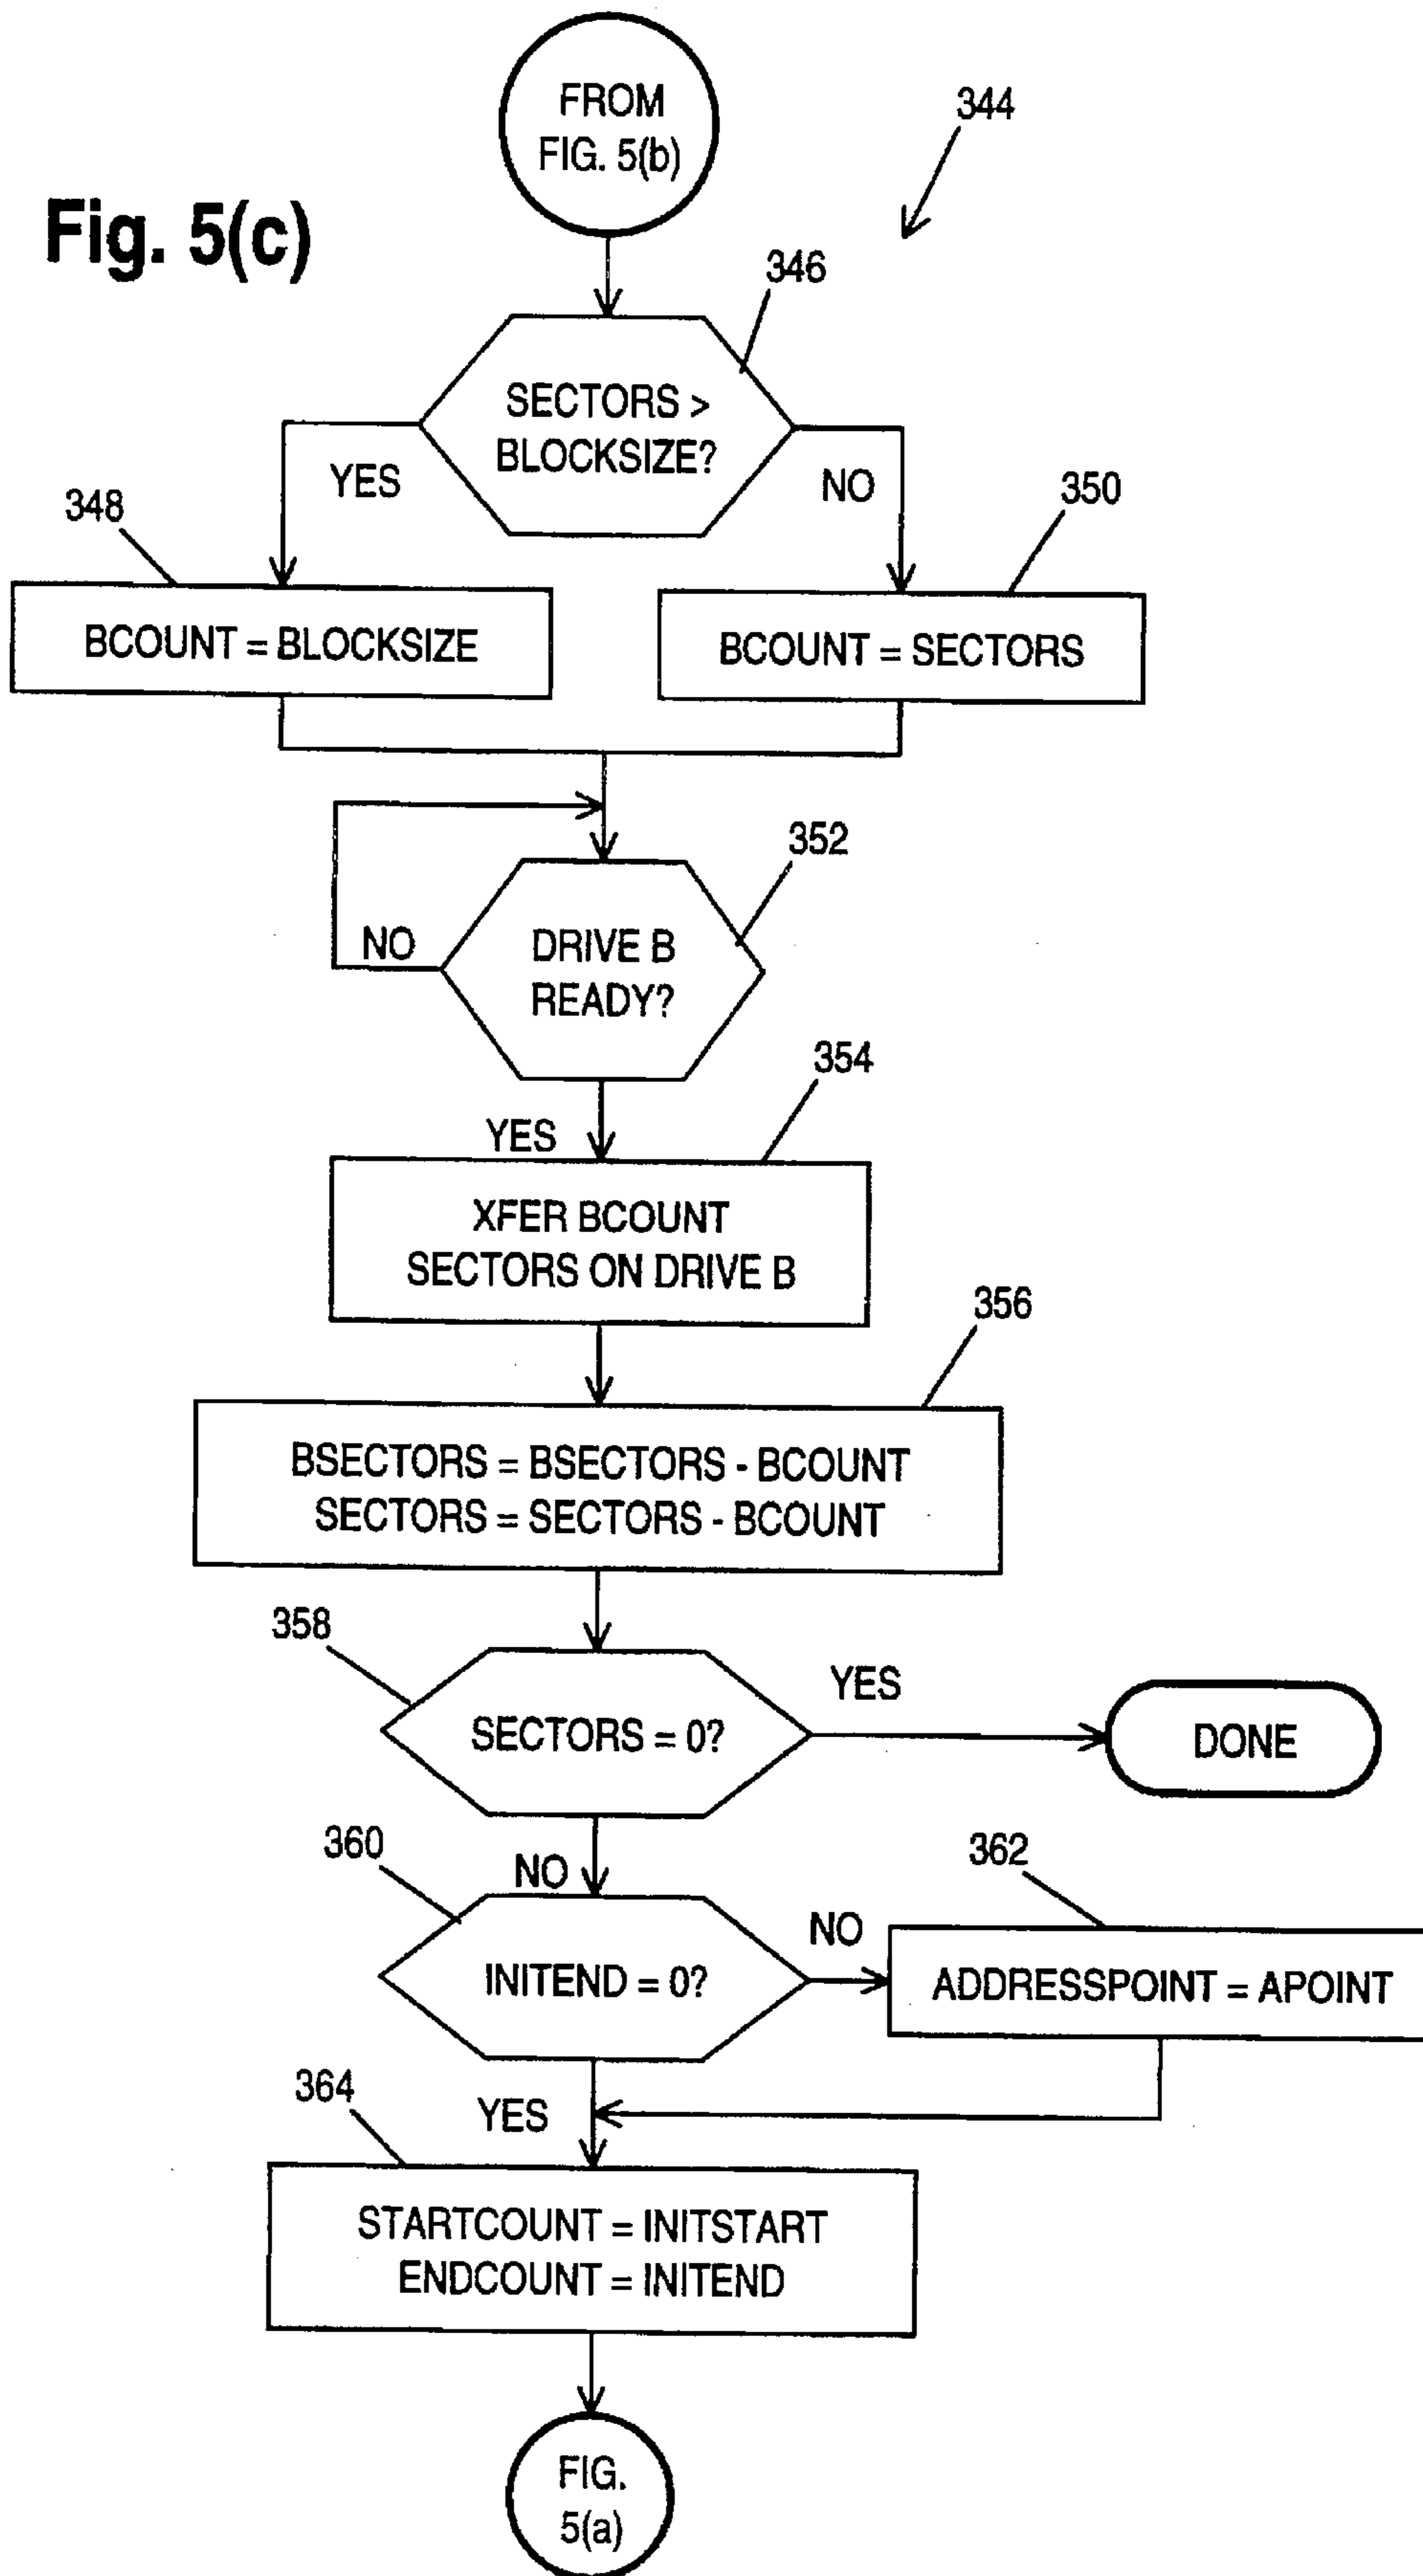 FROM
FIG. 5(b)
344
Fig. 5(c)
346
SECTORS >
BLOCKSIZE?
YES
NO
348
350
BCOUNT = BLOCKSIZE
BCOUNT = SECTORS
352
NO
DRIVE B
READY?
354
YES
XFER BCOUNT
SECTORS ON DRIVE B
356
BSECTORS = BSECTORS - BCOUNT
SECTORS = SECTORS - BCOUNT
358
YES
SECTORS = 0?
DONE
360
NO
362
NO
INITEND = 0?
ADDRESSPOINT = APOINT
364
YES
STARTCOUNT = INITSTART
ENDCOUNT = INITEND
FIG.
5(a)